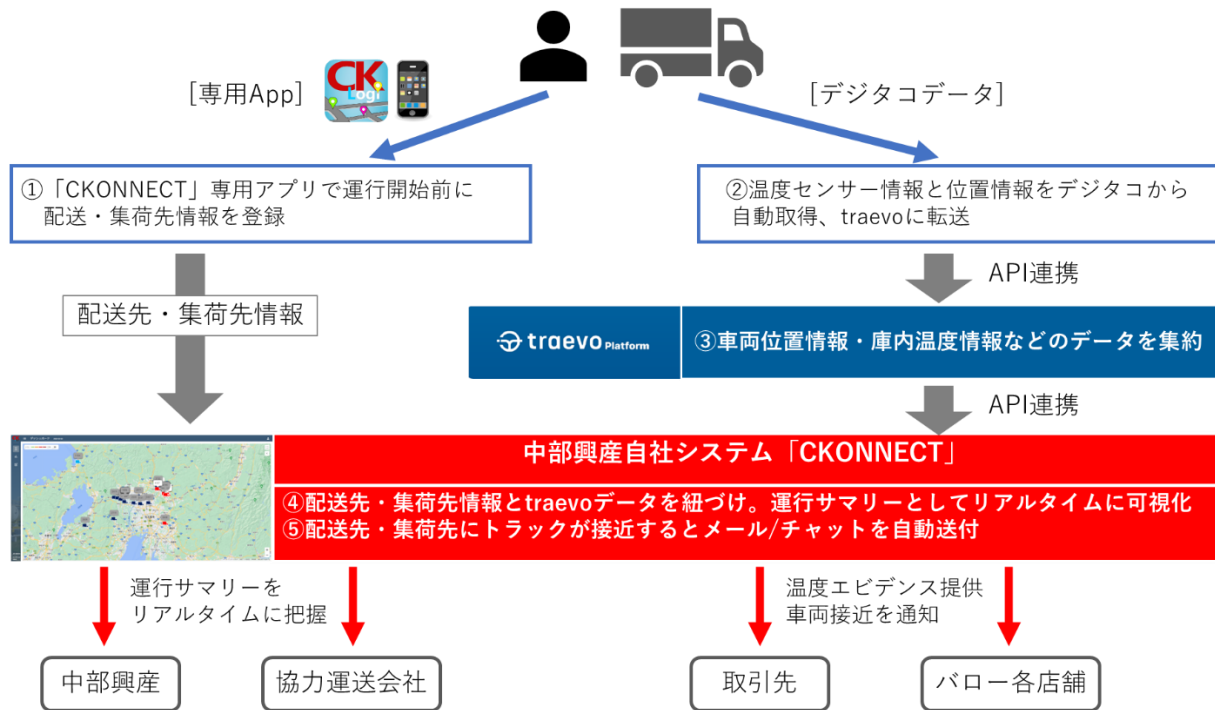 [専用App]
CK
Logi
[デジタコデータ]
①「CKONNECT」専用アプリで運行開始前に
配送・集荷先情報を登録
②温度センサー情報と位置情報をデジタコから
自動取得、traevoに転送
配送先・集荷先情報
API連携
traevo Platform
③車両位置情報・庫内温度情報などのデータを集約
API連携
中部興産自社システム「CKONNECT」
④配送先・集荷先情報とtraevoデータを紐づけ。運行サマリーとしてリアルタイムに可視化
⑤配送先・集荷先にトラックが接近するとメール/チャットを自動送付
運行サマリーを
リアルタイムに把握
温度エビデンス提供
車両接近を通知
中部興産
協力運送会社
取引先
バロー各店舗